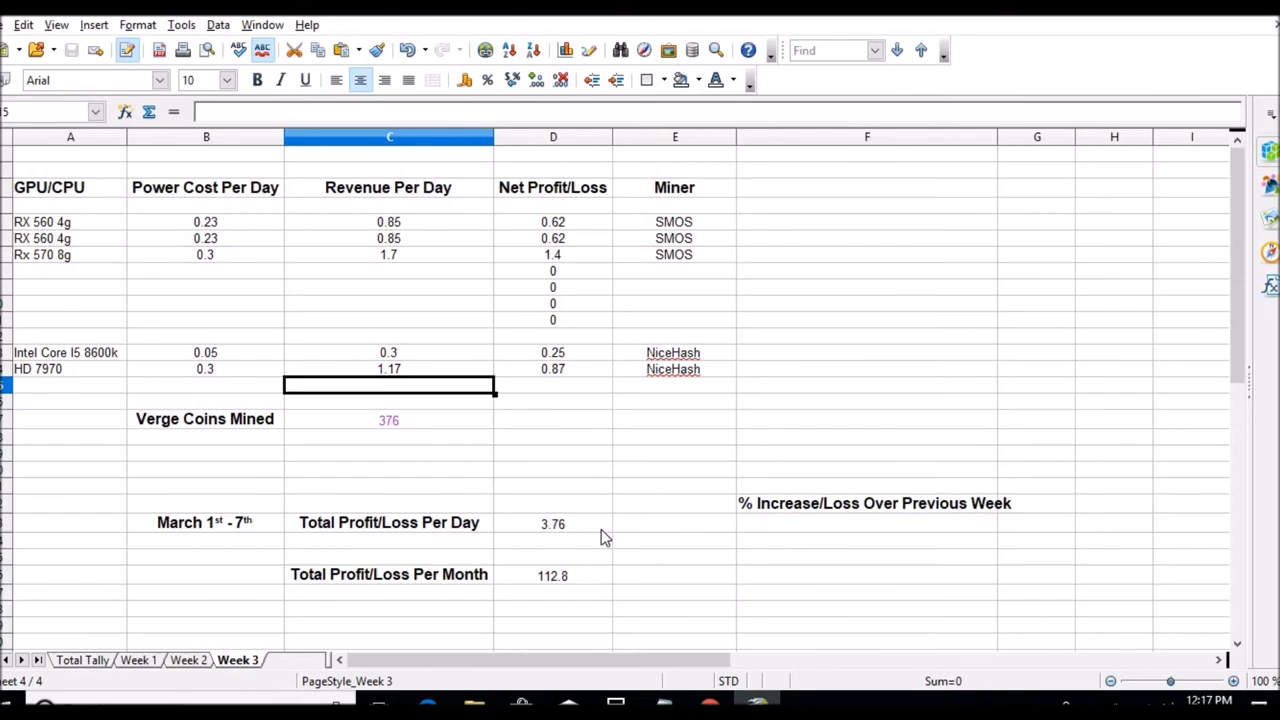 Edit View Insert Format Tools Data Window Help
Find
Arial 10
A B C D E F G H I
GPU/CPU Power Cost Per Day Revenue Per Day Net Profit/Loss Miner
RX 560 4g 0.23 0.85 0.62 SMOS
RX 560 4g 0.23 0.85 0.62 SMOS
Rx 570 8g 0.3 1.7 1.4 SMOS
0
0
0
0
Intel Core I5 8600k 0.05 0.3 0.25 NiceHash
HD 7970 0.3 1.17 0.87 NiceHash
Verge Coins Mined 376
% Increase/Loss Over Previous Week
March 1st - 7th Total Profit/Loss Per Day 3.76
Total Profit/Loss Per Month 112.8
Total Tally Week 1 Week 2 Week 3
4 / 4 PageStyle_Week 3 STD Sum=0 100 %
12:17 PM